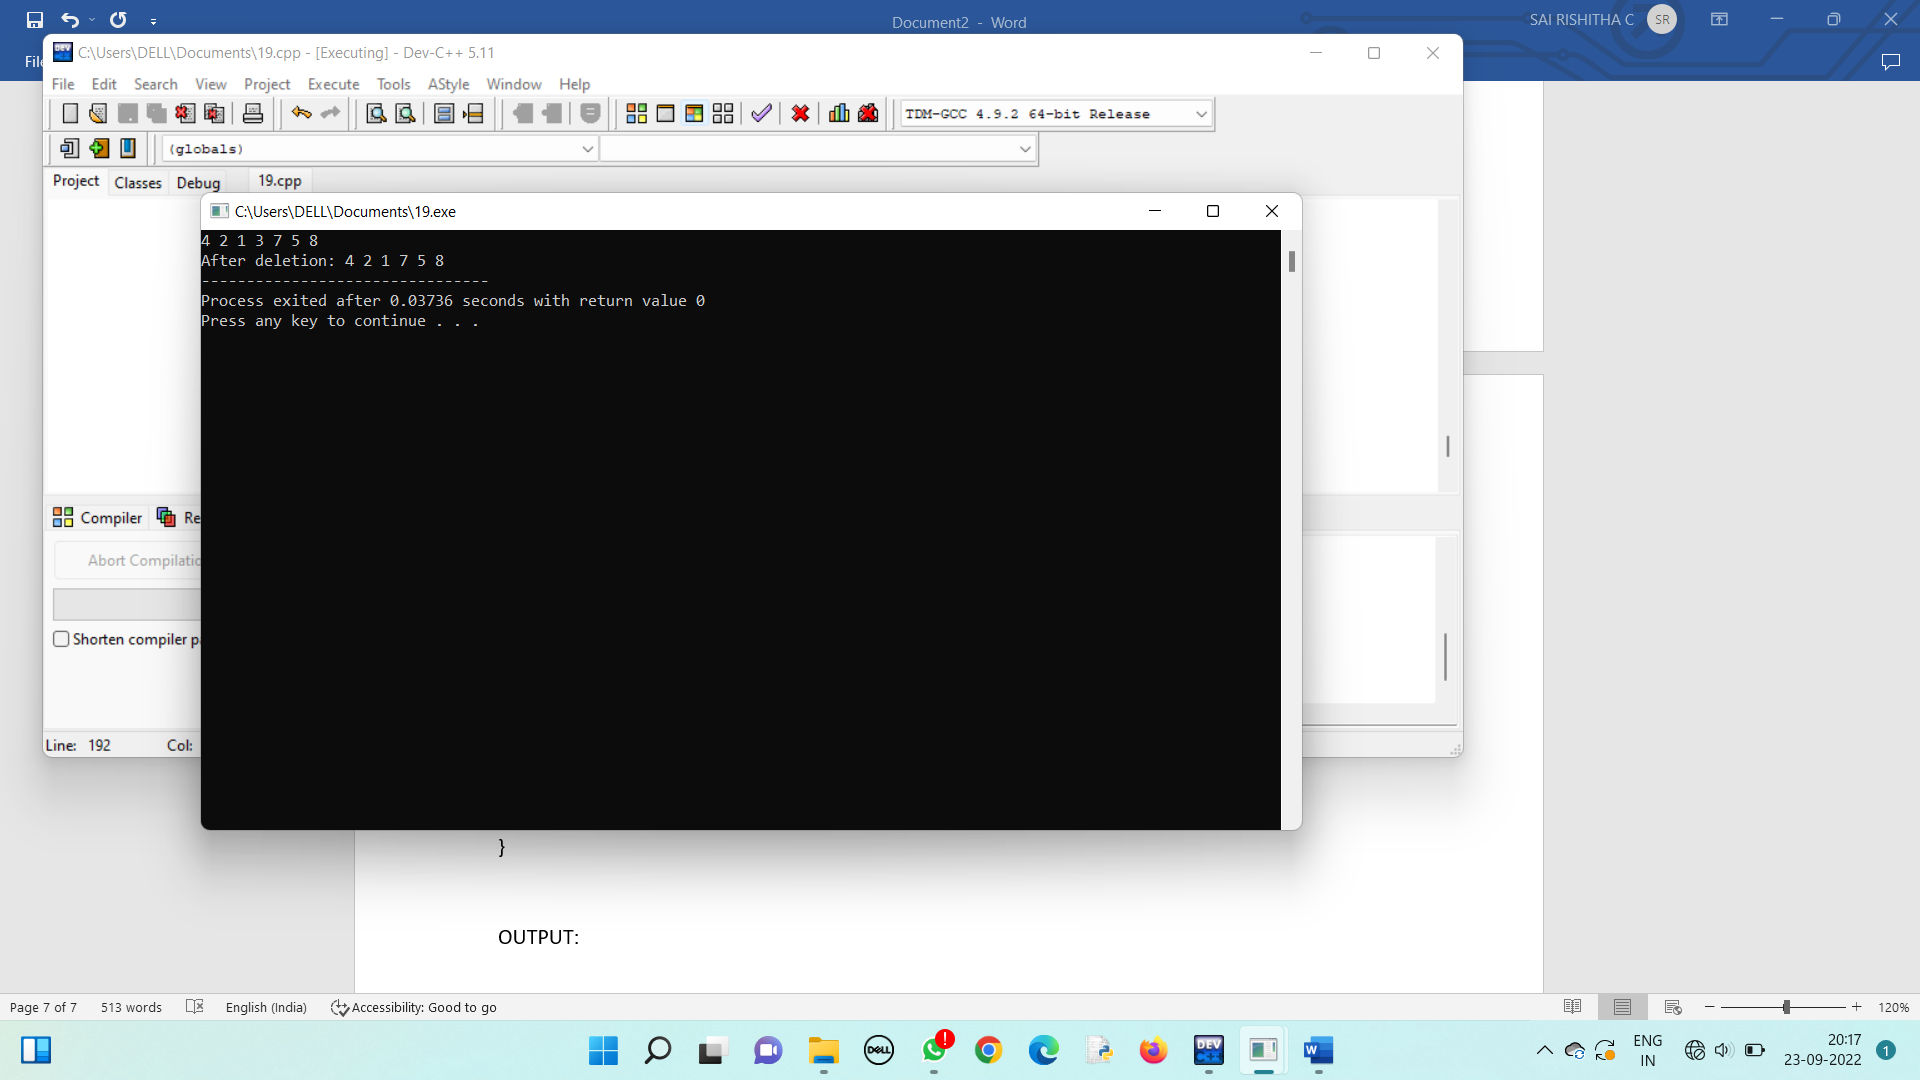 Document2 - Word
SAI RISHITHA C
SR
C:\Users\DELL\Documents\19.cpp - [Executing] - Dev-C++ 5.11
File Edit Search View Project Execute Tools AStyle Window Help
TDM-GCC 4.9.2 64-bit Release
(globals)
Project Classes Debug 19.cpp
C:\Users\DELL\Documents\19.exe
4 2 1 3 7 5 8
After deletion: 4 2 1 7 5 8
--------------------------------
Process exited after 0.03736 seconds with return value 0
Press any key to continue . . .
Compiler
Abort
Shorten compiler
Line: 192 Col:
}
OUTPUT:
Page 7 of 7 513 words English (India) Accessibility: Good to go 120%
DELL
DEV
C++
W
ENG
IN
20:17
23-09-2022
1